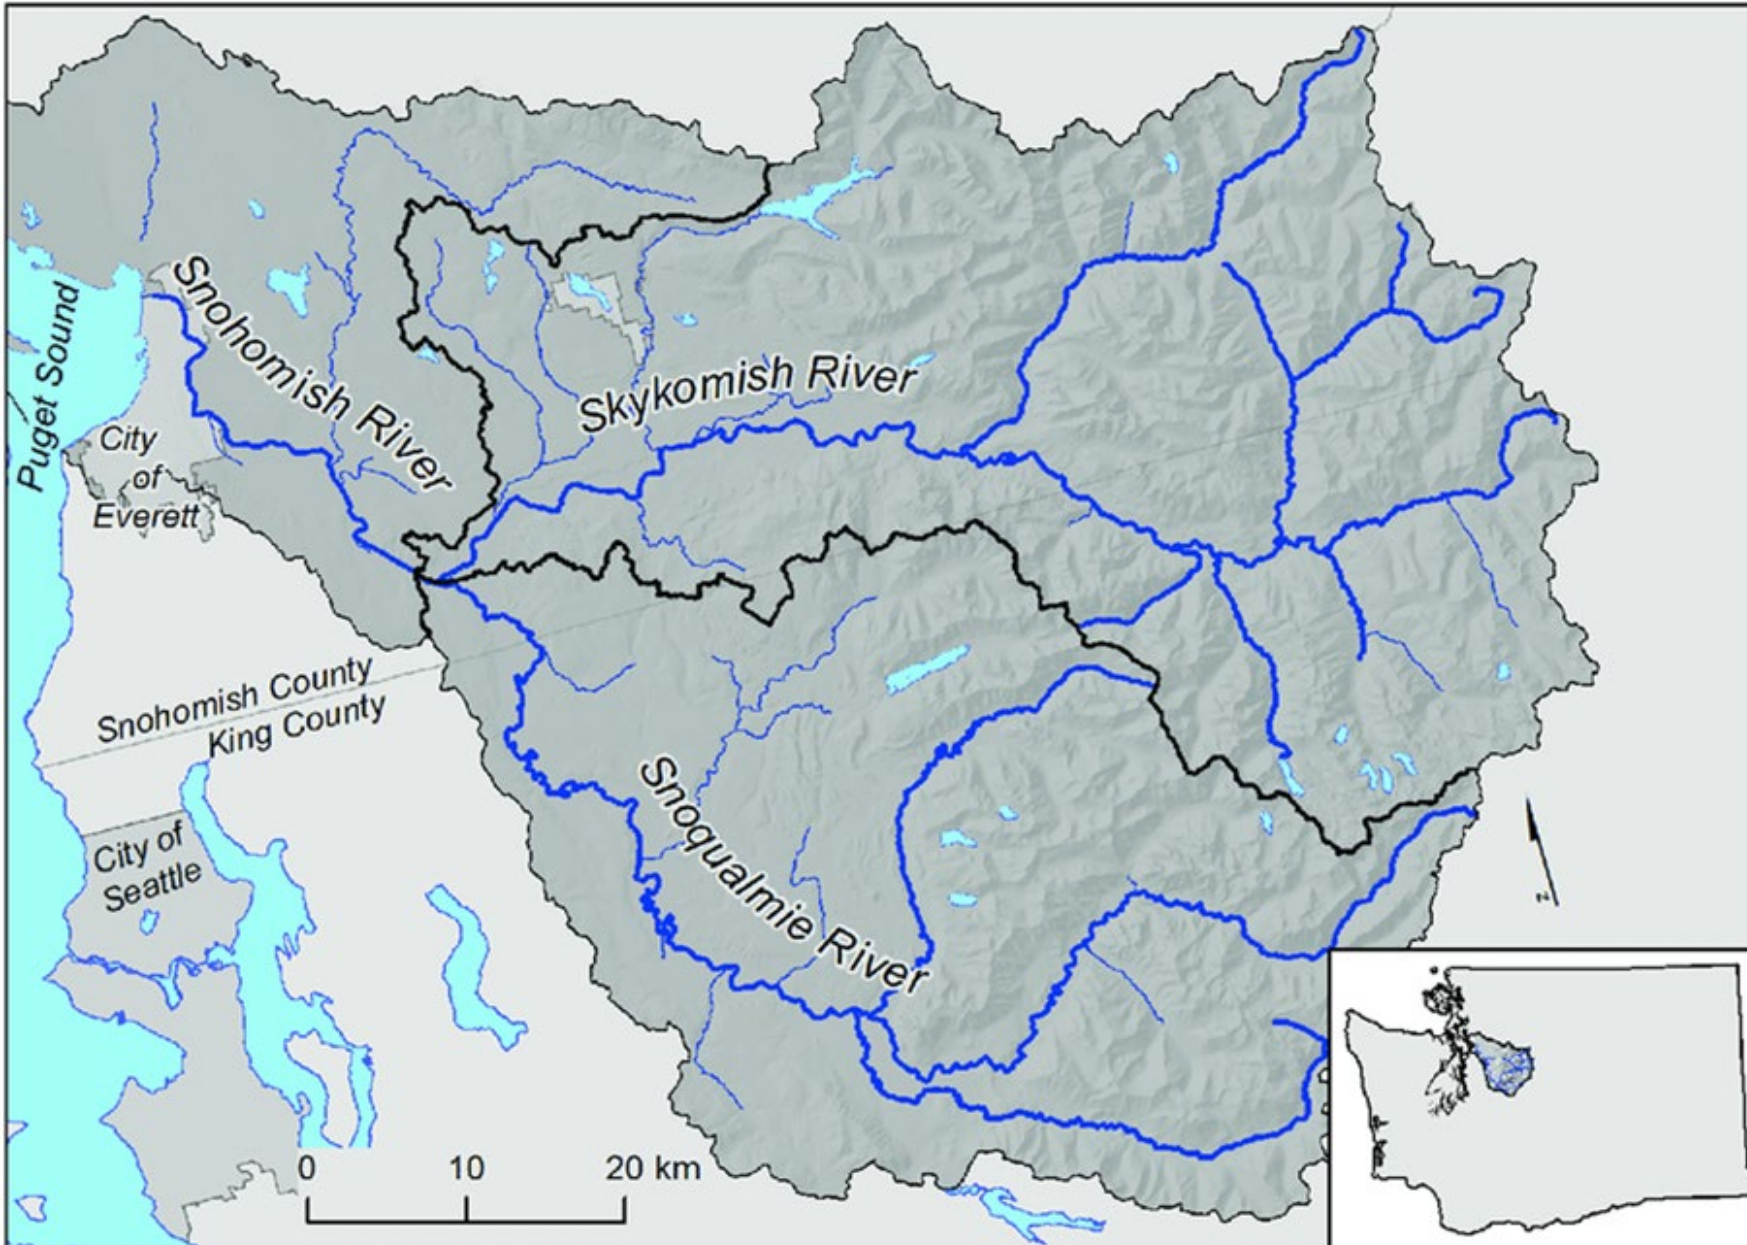 Puget Sound
Snohomish River
Skykomish River
City
of
Everett
Snohomish County
King County
Snoqualmie River
City of
Seattle
N
0 10 20 km